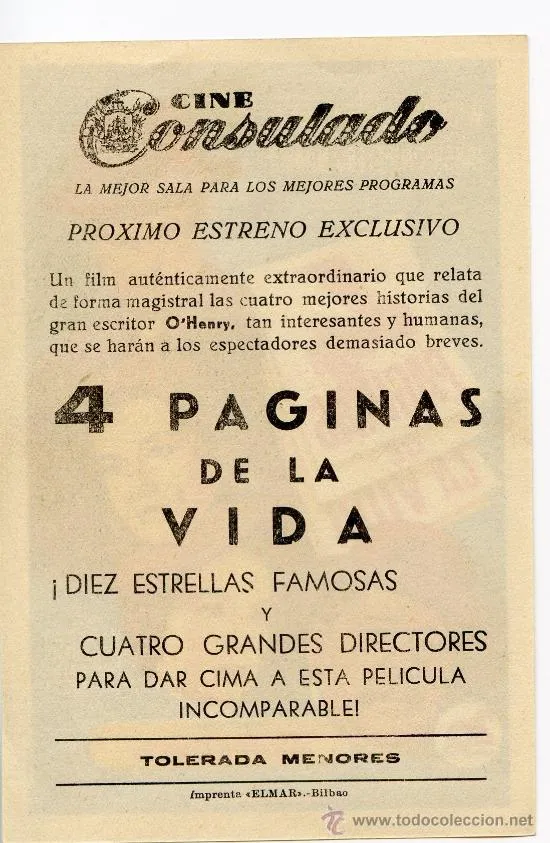 CINE
Consulado
LA MEJOR SALA PARA LOS MEJORES PROGRAMAS
PROXIMO ESTRENO EXCLUSIVO
Un film auténticamente extraordinario que relata
de forma magistral las cuatro mejores historias del
gran escritor O'Henry, tan interesantes y humanas,
que se harán a los espectadores demasiado breves.
4 PAGINAS
DE LA
VIDA
¡DIEZ ESTRELLAS FAMOSAS
Y
CUATRO GRANDES DIRECTORES
PARA DAR CIMA A ESTA PELICULA
INCOMPARABLE!
TOLERADA MENORES
Imprenta «ELMAR».-Bilbao
todocoleccion.net